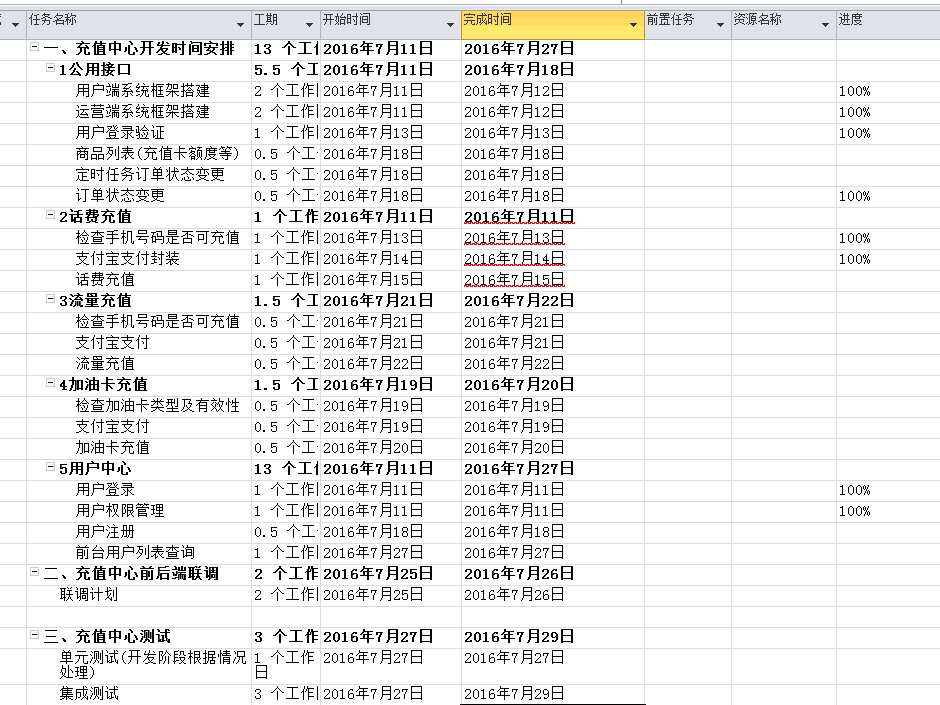 任务名称 工期 开始时间 完成时间 前置任务 资源名称 进度
一、充值中心开发时间安排 13 个工 2016年7月11日 2016年7月27日
1公用接口 5.5 个工 2016年7月11日 2016年7月18日
用户端系统框架搭建 2 个工作 2016年7月11日 2016年7月12日 100%
运营端系统框架搭建 2 个工作 2016年7月11日 2016年7月12日 100%
用户登录验证 1 个工作 2016年7月13日 2016年7月13日 100%
商品列表(充值卡额度等) 0.5 个工 2016年7月18日 2016年7月18日
定时任务订单状态变更 0.5 个工 2016年7月18日 2016年7月18日
订单状态变更 0.5 个工 2016年7月18日 2016年7月18日 100%
2话费充值 1 个工作 2016年7月11日 2016年7月11日
检查手机号码是否可充值 1 个工作 2016年7月13日 2016年7月13日 100%
支付宝支付封装 1 个工作 2016年7月14日 2016年7月14日 100%
话费充值 1 个工作 2016年7月15日 2016年7月15日
3流量充值 1.5 个工 2016年7月21日 2016年7月22日
检查手机号码是否可充值 0.5 个工 2016年7月21日 2016年7月21日
支付宝支付 0.5 个工 2016年7月21日 2016年7月21日
流量充值 0.5 个工 2016年7月22日 2016年7月22日
4加油卡充值 1.5 个工 2016年7月19日 2016年7月20日
检查加油卡类型及有效性 0.5 个工 2016年7月19日 2016年7月19日
支付宝支付 0.5 个工 2016年7月19日 2016年7月19日
加油卡充值 0.5 个工 2016年7月20日 2016年7月20日
5用户中心 13 个工 2016年7月11日 2016年7月27日
用户登录 1 个工作 2016年7月11日 2016年7月11日 100%
用户权限管理 1 个工作 2016年7月11日 2016年7月11日 100%
用户注册 0.5 个工 2016年7月18日 2016年7月18日
前台用户列表查询 1 个工作 2016年7月27日 2016年7月27日
二、充值中心前后端联调 2 个工作 2016年7月25日 2016年7月26日
联调计划 2 个工作 2016年7月25日 2016年7月26日
三、充值中心测试 3 个工作 2016年7月27日 2016年7月29日
单元测试(开发阶段根据情况 1 个工作 2016年7月27日 2016年7月27日
处理) 日
集成测试 3 个工作 2016年7月27日 2016年7月29日